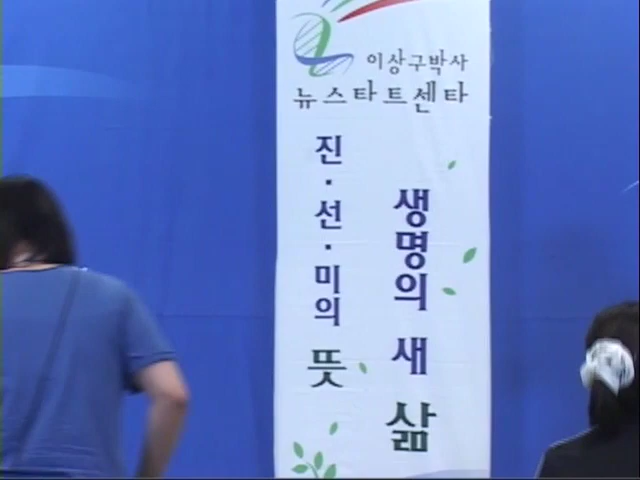 이상구박사
뉴스타트센타
진·선·미의 뜻
생명의 새 삶